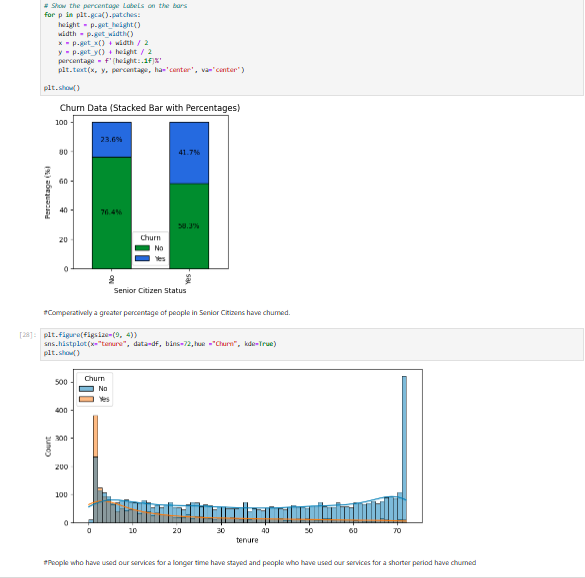 # Show the percentage labels on the bars
for p in plt.gca().patches:
height = p.get_height()
width = p.get_width()
x = p.get_x() + width / 2
y = p.get_y() + height / 2
percentage = f'{height:.1f}%'
plt.text(x, y, percentage, ha='center', va='center')
plt.show()
Churn Data (Stacked Bar with Percentages)
Percentage (%)
100
80
60
40
20
0
23.6%
41.7%
76.4%
58.3%
Churn
No
Yes
No
Yes
Senior Citizen Status
#Comperatively a greater percentage of people in Senior Citizens have churned.
[28]:
plt.figure(figsize=(9, 4))
sns.histplot(x="tenure", data=df, bins=72,hue ="Churn", kde=True)
plt.show()
Churn
No
Yes
Count
500
400
300
200
100
0
0 10 20 30 40 50 60 70
tenure
#People who have used our services for a longer time have stayed and people who have used our services for a shorter period have churned